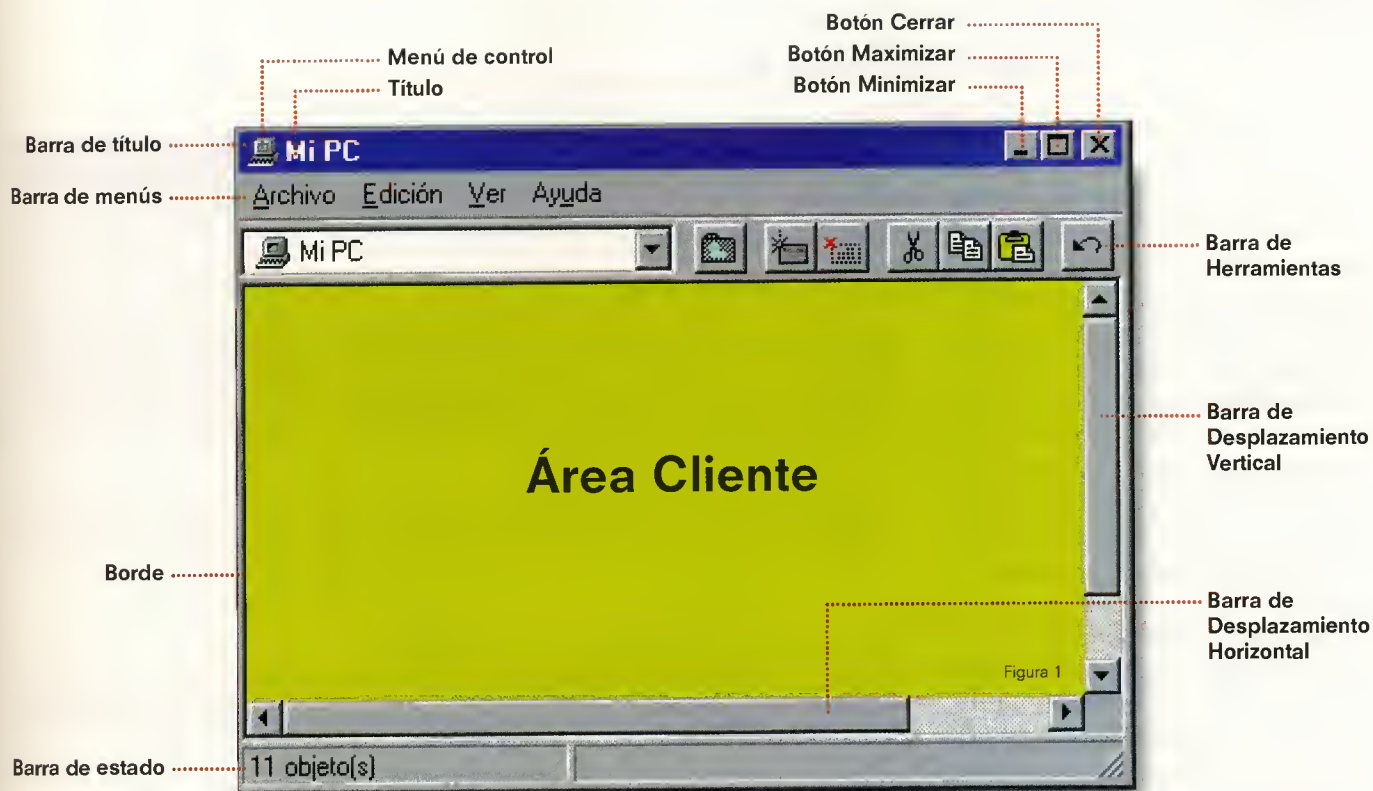 Botón Cerrar
Menú de control
Botón Maximizar
Título
Botón Minimizar
Barra de título
Mi PC
Barra de menús
Archivo Edición Ver Ayuda
Mi PC
Barra de
Herramientas
Área Cliente
Barra de
Desplazamiento
Vertical
Borde
Barra de
Desplazamiento
Horizontal
Figura 1
Barra de estado
11 objeto(s)